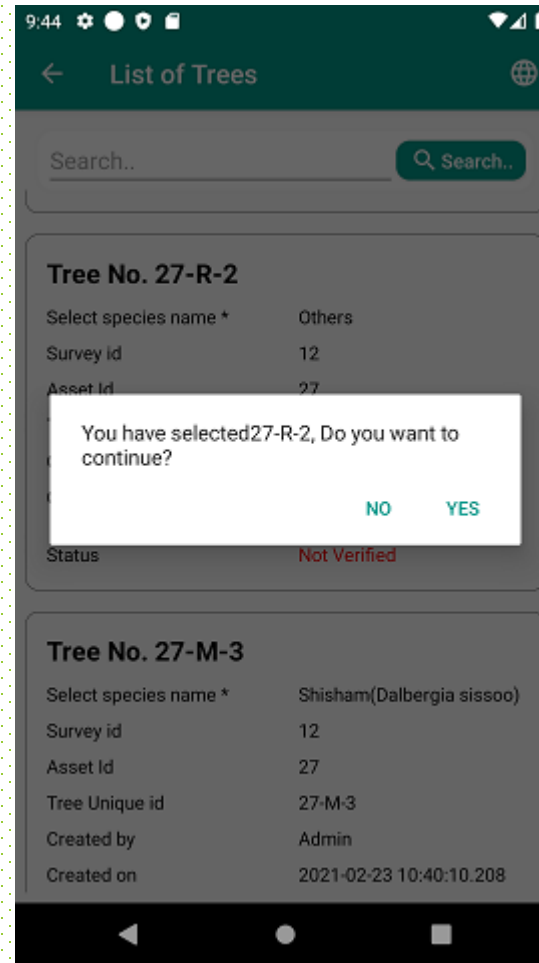 9:44
List of Trees
Search..
Search..
Tree No. 27-R-2
Select species name * Others
Survey id 12
Asset Id 27
You have selected27-R-2, Do you want to
continue?
NO YES
Status Not Verified
Tree No. 27-M-3
Select species name * Shisham(Dalbergia sissoo)
Survey id 12
Asset Id 27
Tree Unique id 27-M-3
Created by Admin
Created on 2021-02-23 10:40:10.208